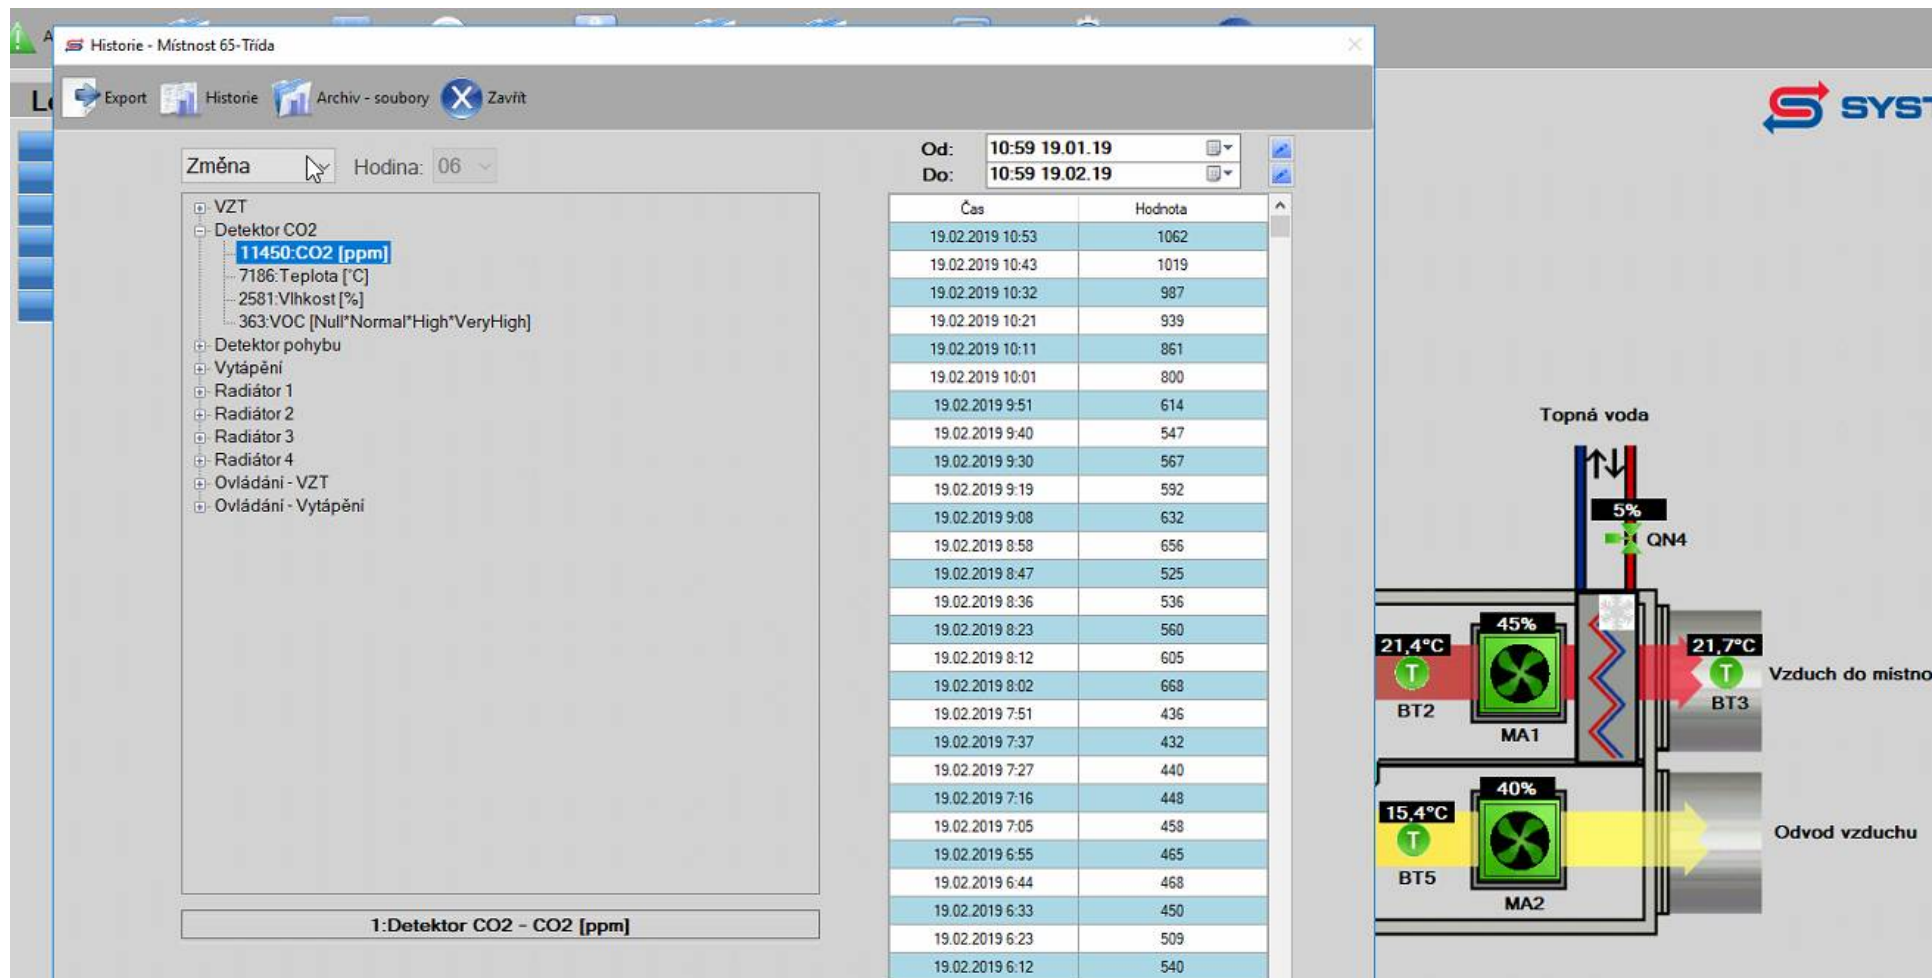 A
Historie - Místnost 65-Třída
Export Historie Archiv - soubory Zavřít
Změna Hodina: 06
Od: 10:59 19.01.19
Do: 10:59 19.02.19
VZT
Detektor CO2
11450:CO2 [ppm]
7186:Teplota [°C]
2581:Vlhkost [%]
363:VOC [Null*Normal*High*VeryHigh]
Detektor pohybu
Vytápění
Radiátor 1
Radiátor 2
Radiátor 3
Radiátor 4
Ovládání - VZT
Ovládání - Vytápění
1:Detektor CO2 - CO2 [ppm]
Čas Hodnota
19.02.2019 10:53 1062
19.02.2019 10:43 1019
19.02.2019 10:32 987
19.02.2019 10:21 939
19.02.2019 10:11 861
19.02.2019 10:01 800
19.02.2019 9:51 614
19.02.2019 9:40 547
19.02.2019 9:30 567
19.02.2019 9:19 592
19.02.2019 9:08 632
19.02.2019 8:58 656
19.02.2019 8:47 525
19.02.2019 8:36 536
19.02.2019 8:23 560
19.02.2019 8:12 605
19.02.2019 8:02 668
19.02.2019 7:51 436
19.02.2019 7:37 432
19.02.2019 7:27 440
19.02.2019 7:16 448
19.02.2019 7:05 458
19.02.2019 6:55 465
19.02.2019 6:44 468
19.02.2019 6:33 450
19.02.2019 6:23 509
19.02.2019 6:12 540
SYST
Topná voda
5%
QN4
45%
21,4°C
21,7°C
T
T
Vzduch do místno
BT2
BT3
MA1
40%
15,4°C
T
Odvod vzduchu
BT5
MA2